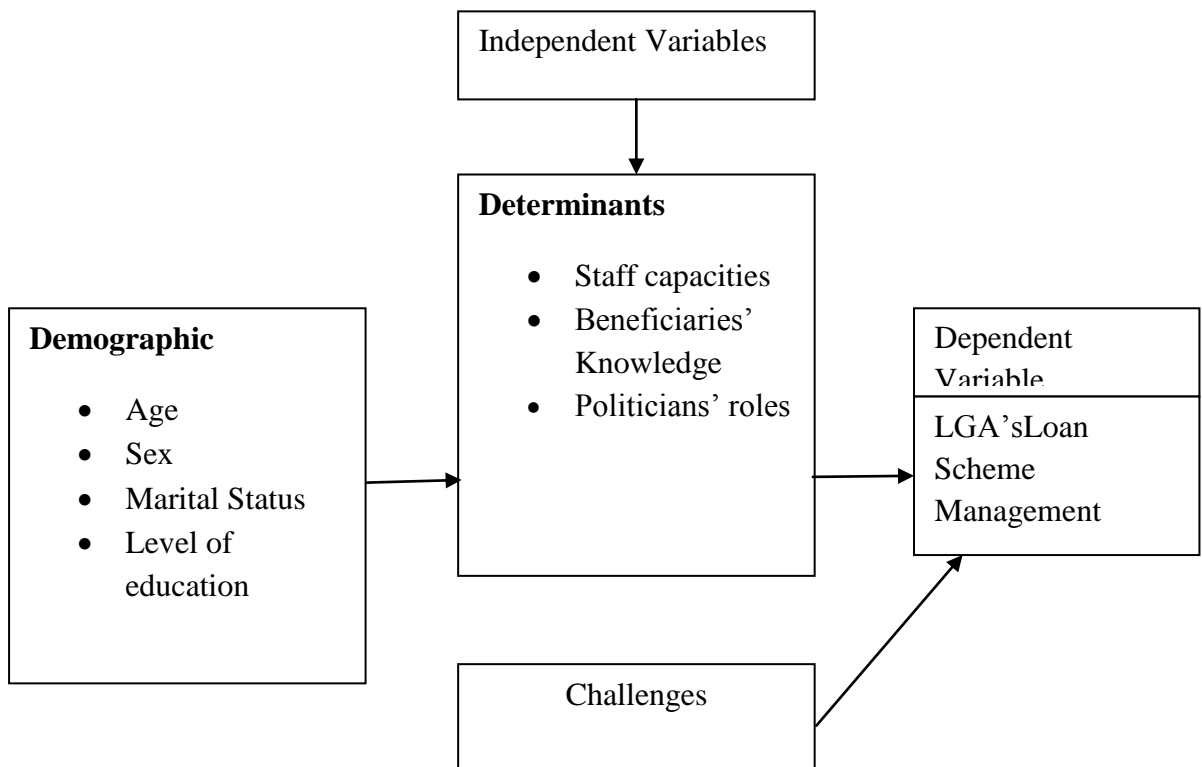 Independent Variables
Determinants
• Staff capacities
• Beneficiaries’
Knowledge
• Politicians’ roles
Demographic
• Age
• Sex
• Marital Status
• Level of
education
Dependent
Variable
LGA’sLoan
Scheme
Management
Challenges